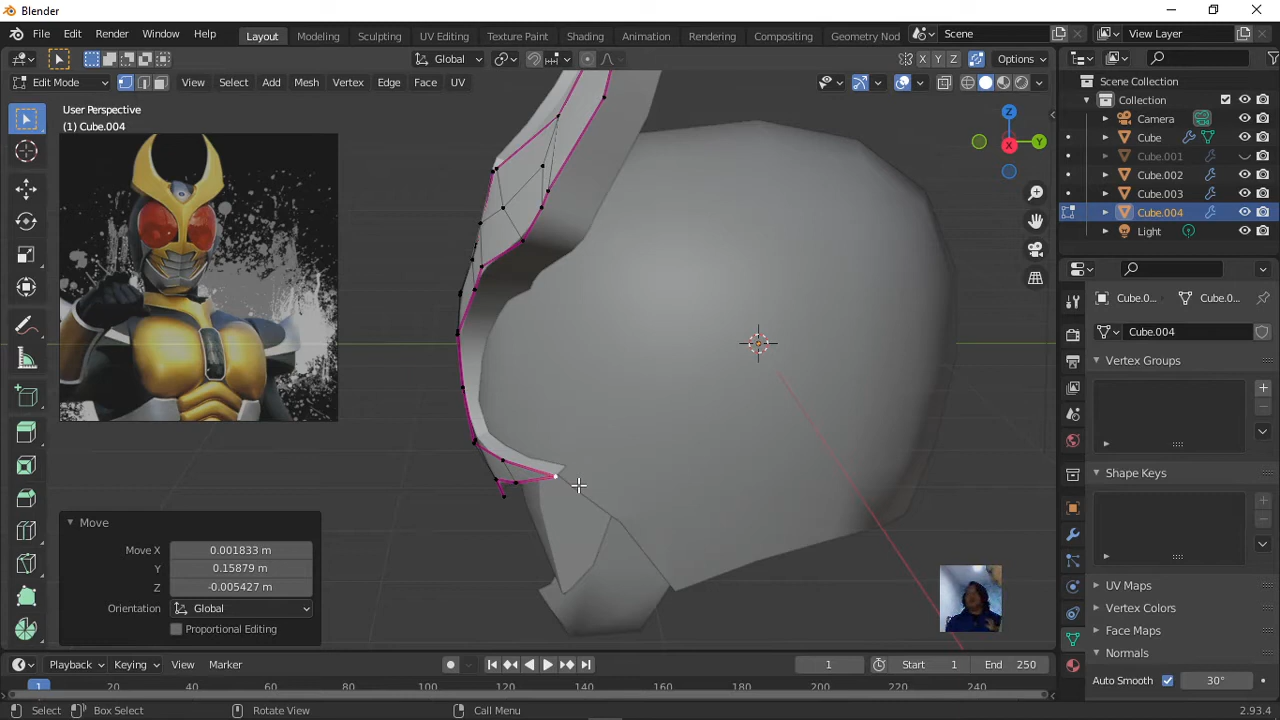 Blender
File Edit Render Window Help Layout Modeling Sculpting UV Editing Texture Paint Shading Animation Rendering Compositing Geometry Nod Scene View Layer
Global X Y Z Options
Edit Mode View Select Add Mesh Vertex Edge Face UV
User Perspective
(1) Cube.004
Z
Y
X
Scene Collection
Collection
Camera
Cube
Cube.001
Cube.002
Cube.003
Cube.004
Light
Cube.0... Cube.0...
Cube.004
Vertex Groups
Shape Keys
UV Maps
Vertex Colors
Face Maps
Normals
Auto Smooth 30°
Move
Move X 0.001833 m
Y 0.15879 m
Z -0.005427 m
Orientation Global
Proportional Editing
Playback Keying View Marker 1 Start 1 End 250
1 20 40 60 80 100 120 140 160 180 200 220 240
Select Box Select Rotate View Call Menu 2.93.4